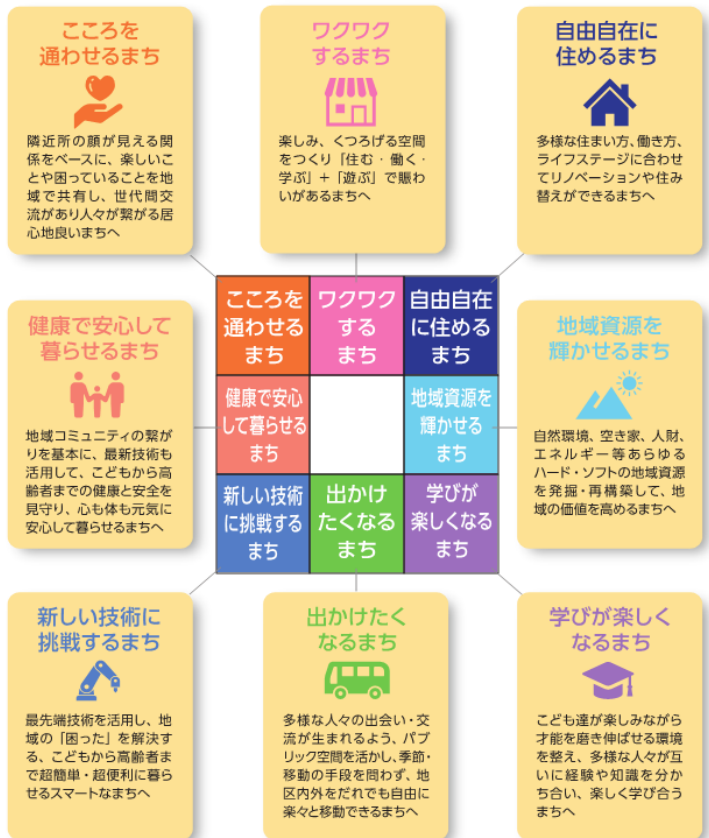 こころを
通わせるまち
隣近所の顔が見える関
係をベースに、楽しいこ
とや困っていることを地
域で共有し、世代間交
流があり人々が繋がる居
心地良いまちへ
ワクワク
するまち
楽しみ、くつろげる空間
をつくり「住む・働く・
学ぶ」+「遊ぶ」で賑わ
いがあるまちへ
自由自在に
住めるまち
多様な住まい方、働き方、
ライフステージに合わせ
てリノベーションや住み
替えができるまちへ
健康で安心して
暮らせるまち
地域コミュニティの繋が
りを基本に、最新技術も
活用して、こどもから高
齢者までの健康と安全を
見守り、心も体も元気に
安心して暮らせるまちへ
こころを
通わせる
まち
ワクワク
する
まち
自由自在
に住める
まち
健康で安心
して暮らせる
まち
地域資源を
輝かせる
まち
新しい技術
に挑戦する
まち
出かけ
たくなる
まち
学びが
楽しくなる
まち
地域資源を
輝かせるまち
自然環境、空き家、人財、
エネルギー等あらゆる
ハード・ソフトの地域資源
を発掘・再構築して、地
域の価値を高めるまちへ
新しい技術に
挑戦するまち
最先端技術を活用し、地
域の「困った」を解決す
る、こどもから高齢者ま
で超簡単・超便利に暮ら
せるスマートなまちへ
出かけたく
なるまち
多様な人々の出会い・交
流が生まれるよう、パブ
リック空間を活かし、季節・
移動の手段を問わず、地
区内外をだれでも自由に
楽々と移動できるまちへ
学びが楽しく
なるまち
こども達が楽しみながら
才能を磨き伸ばせる環境
を整え、多様な人々が互
いに経験や知識を分か
ち合い、楽しく学び合う
まちへ